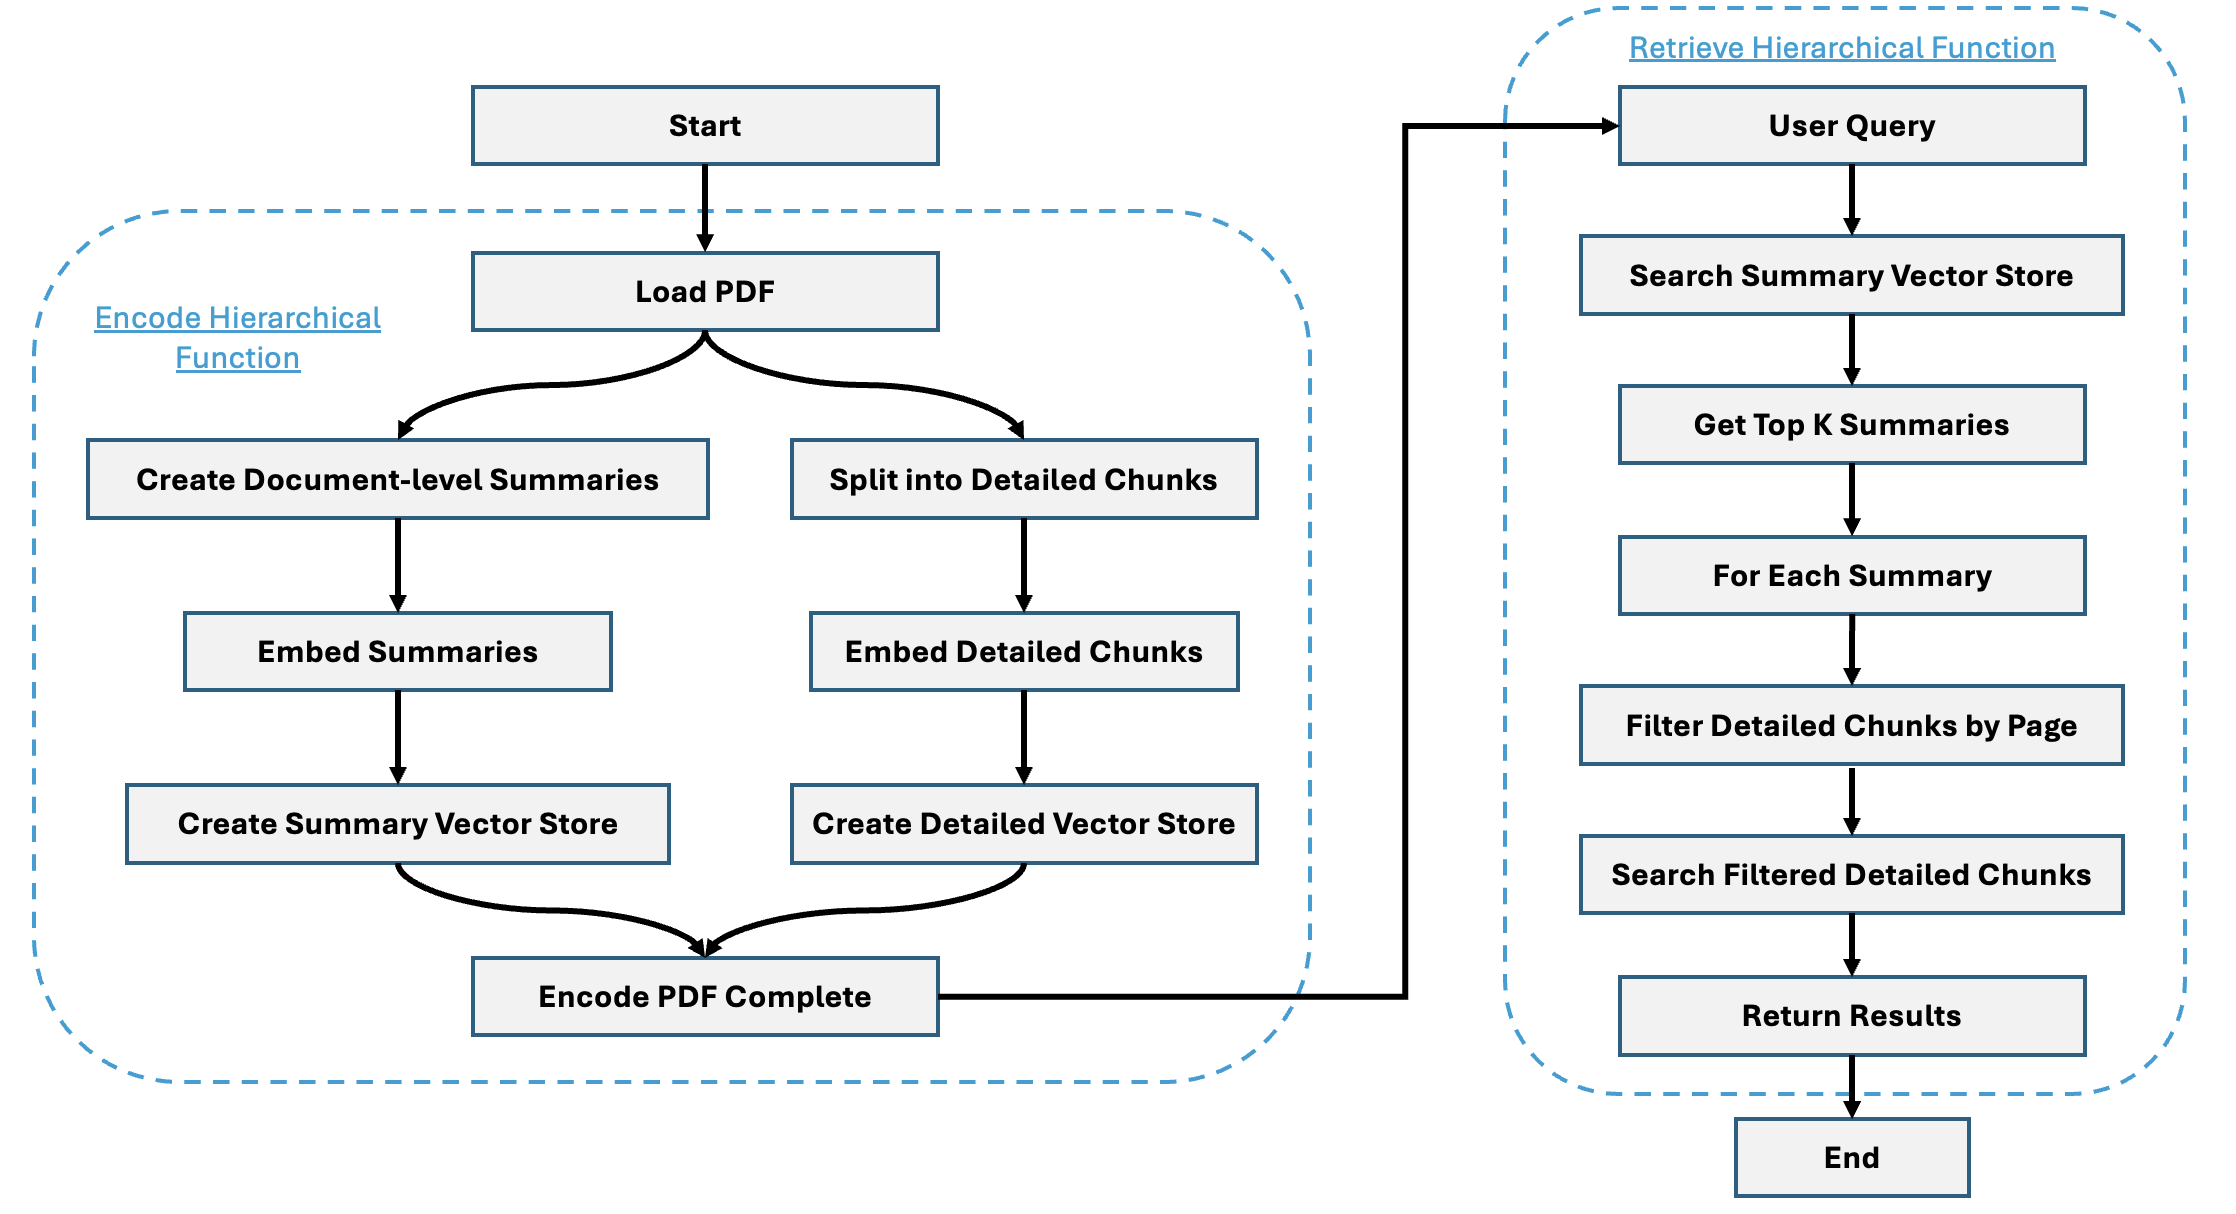 Start
Load PDF
Encode Hierarchical
Function
Create Document-level Summaries
Split into Detailed Chunks
Embed Summaries
Embed Detailed Chunks
Create Summary Vector Store
Create Detailed Vector Store
Encode PDF Complete
Retrieve Hierarchical Function
User Query
Search Summary Vector Store
Get Top K Summaries
For Each Summary
Filter Detailed Chunks by Page
Search Filtered Detailed Chunks
Return Results
End